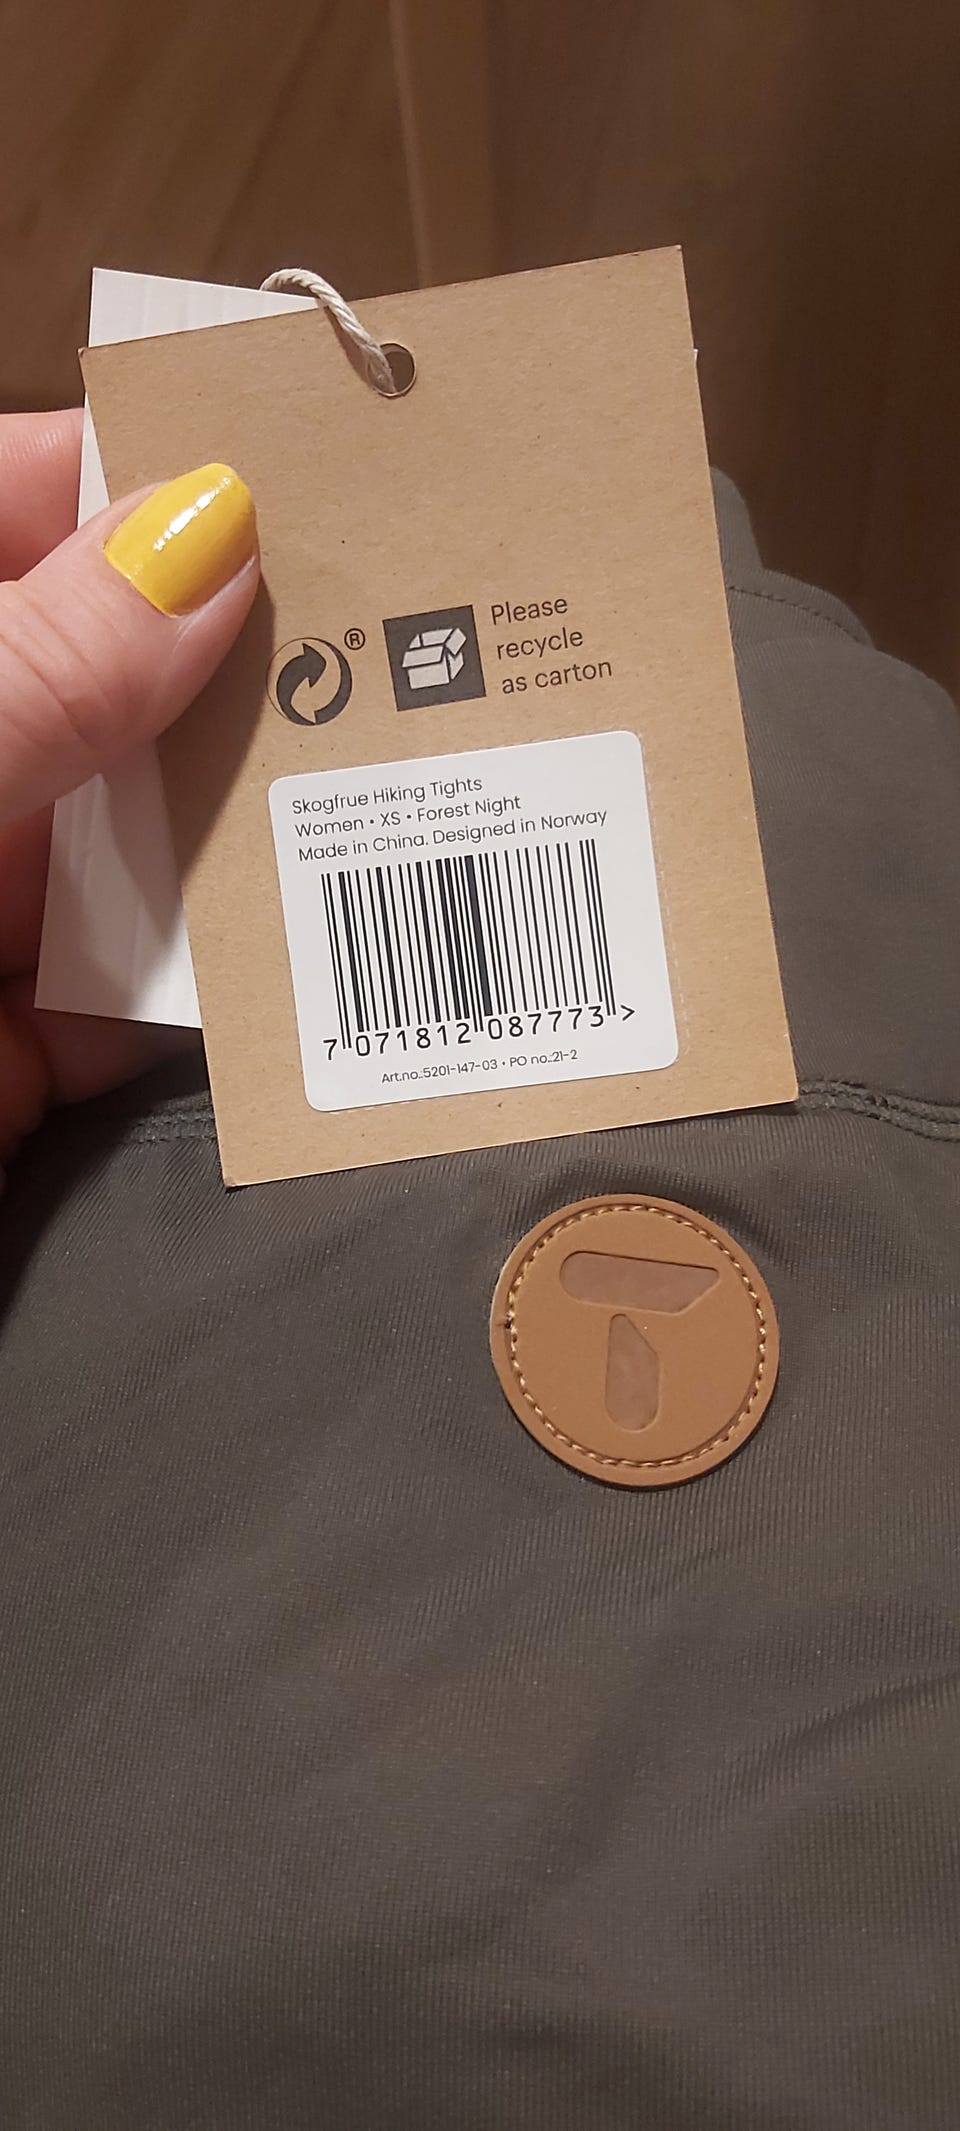 ®
Please
recycle
as carton
Skogfrue Hiking Tights
Women • XS • Forest Night
Made in China. Designed in Norway
7 071812 087773 >
Art.no.:5201-147-03 • PO no.:21-2